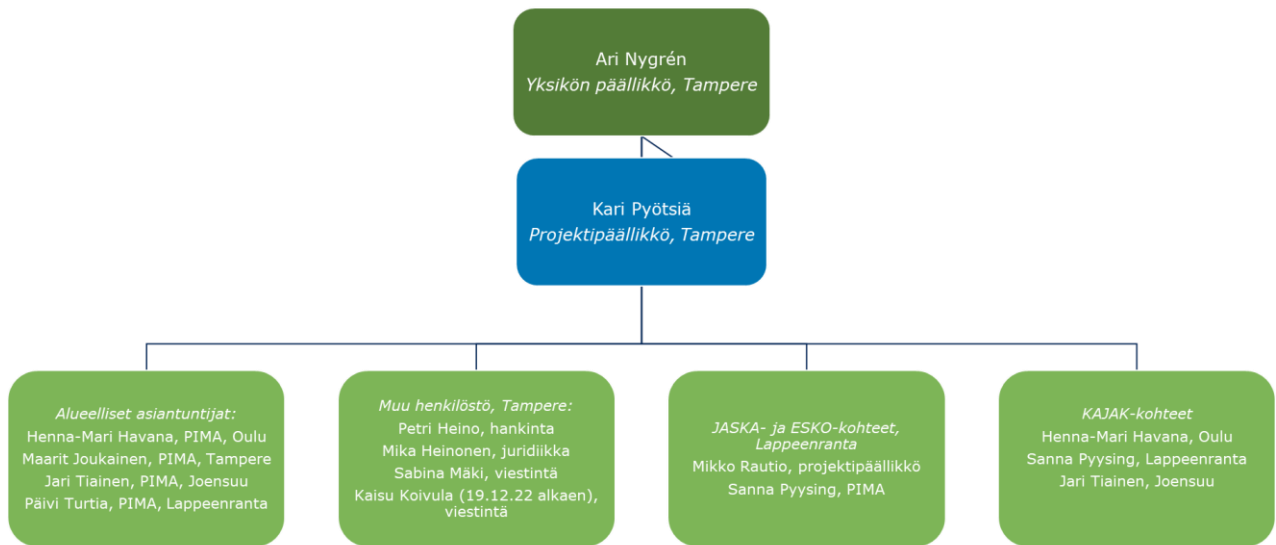 Ari Nygrén
Yksikön päällikkö, Tampere
Kari Pyötsiä
Projektipäällikkö, Tampere
Alueelliset asiantuntijat:
Henna-Mari Havana, PIMA, Oulu
Maarit Joukainen, PIMA, Tampere
Jari Tiainen, PIMA, Joensuu
Päivi Turtia, PIMA, Lappeenranta
Muu henkilöstö, Tampere:
Petri Heino, hankinta
Mika Heinonen, juridiikka
Sabina Mäki, viestintä
Kaisu Koivula (19.12.22 alkaen),
viestintä
JASKA- ja ESKO-kohteet,
Lappeenranta
Mikko Rautio, projektipäällikkö
Sanna Pyysing, PIMA
KAJAK-kohteet
Henna-Mari Havana, Oulu
Sanna Pyysing, Lappeenranta
Jari Tiainen, Joensuu